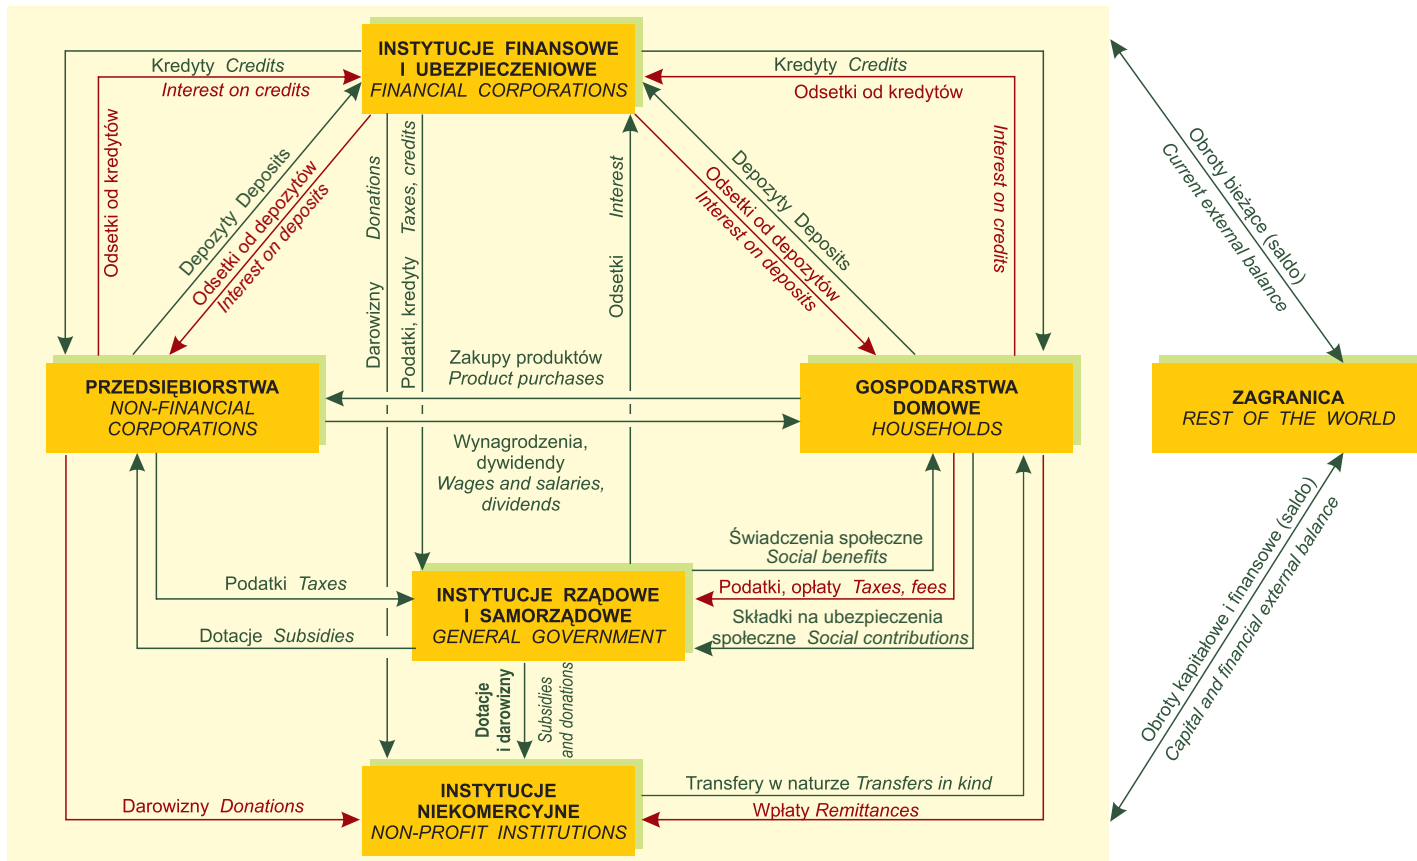 INSTYTUCJE FINANSOWE
I UBEZPIECZENIOWE
FINANCIAL CORPORATIONS
Kredyty Credits
Interest on credits
Odsetki od kredytów
Depozyty Deposits
Odsetki od depozytów
Interest on deposits
Darowizny Donations
Podatki, kredyty Taxes, credits
Odsetki Interest
Kredyty Credits
Odsetki od kredytów
Interest on credits
Depozyty Deposits
Odsetki od depozytów
Interest on deposits
Obroty bieżące (saldo)
Current external balance
PRZEDSIĘBIORSTWA
NON-FINANCIAL
CORPORATIONS
Zakupy produktów
Product purchases
Wynagrodzenia,
dywidendy
Wages and salaries,
dividends
GOSPODARSTWA
DOMOWE
HOUSEHOLDS
ZAGRANICA
REST OF THE WORLD
Podatki Taxes
Dotacje Subsidies
INSTYTUCJE RZĄDOWE
I SAMORZĄDOWE
GENERAL GOVERNMENT
Świadczenia społeczne
Social benefits
Podatki, opłaty Taxes, fees
Składki na ubezpieczenia
społeczne Social contributions
Obroty kapitałowe i finansowe (saldo)
Capital and financial external balance
Dotacje
i darowizny
Subsidies
and donations
Darowizny Donations
INSTYTUCJE
NIEKOMERCYJNE
NON-PROFIT INSTITUTIONS
Transfery w naturze Transfers in kind
Wpłaty Remittances